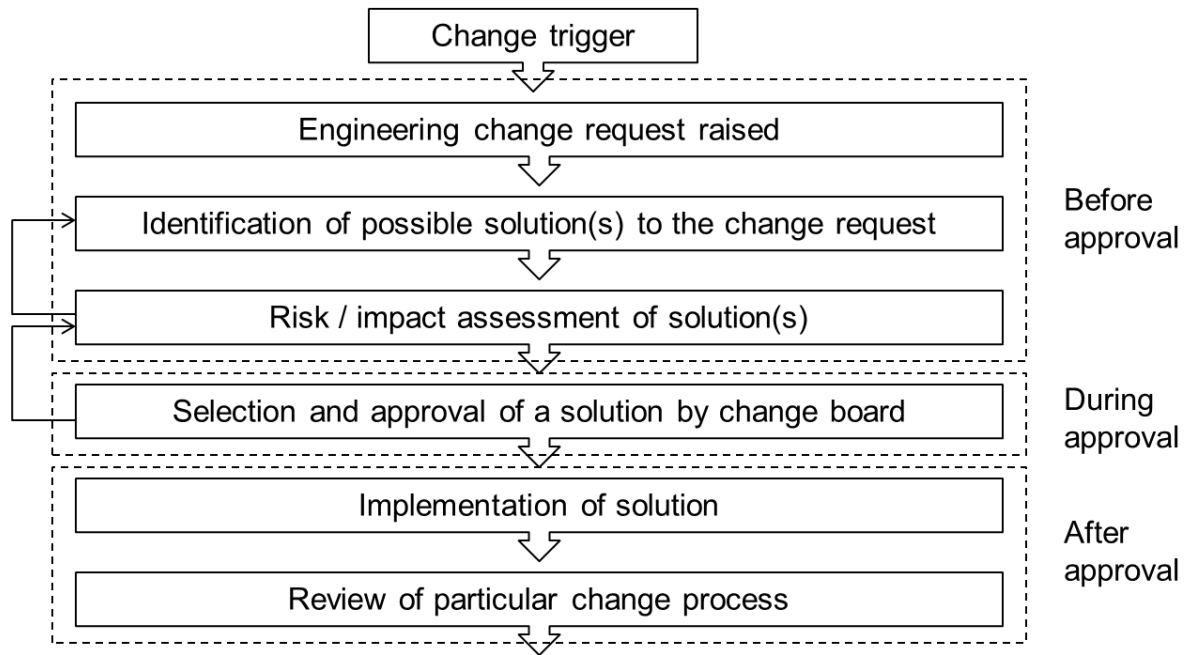 Change trigger
Engineering change request raised
Identification of possible solution(s) to the change request
Before
approval
Risk / impact assessment of solution(s)
Selection and approval of a solution by change board
During
approval
Implementation of solution
After
approval
Review of particular change process